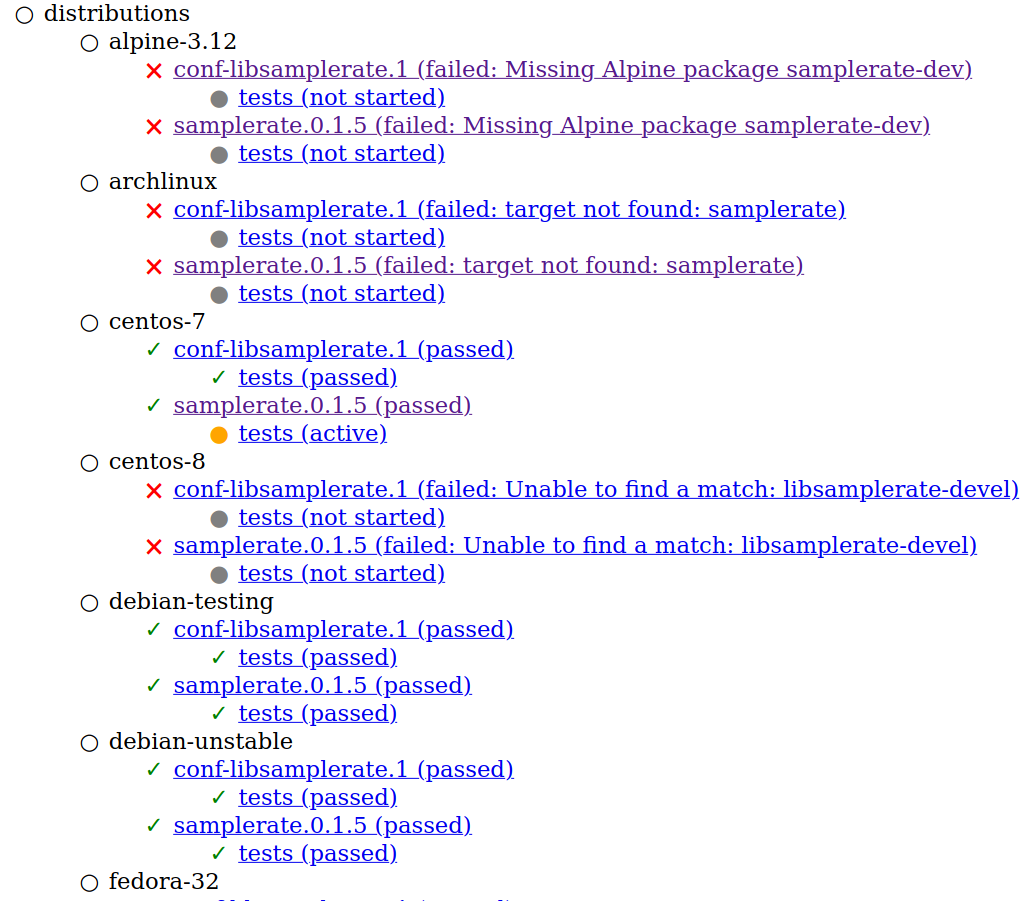 distributions
alpine-3.12
conf-libsamplerate.1 (failed: Missing Alpine package samplerate-dev)
tests (not started)
samplerate.0.1.5 (failed: Missing Alpine package samplerate-dev)
tests (not started)
archlinux
conf-libsamplerate.1 (failed: target not found: samplerate)
tests (not started)
samplerate.0.1.5 (failed: target not found: samplerate)
tests (not started)
centos-7
conf-libsamplerate.1 (passed)
tests (passed)
samplerate.0.1.5 (passed)
tests (active)
centos-8
conf-libsamplerate.1 (failed: Unable to find a match: libsamplerate-devel)
tests (not started)
samplerate.0.1.5 (failed: Unable to find a match: libsamplerate-devel)
tests (not started)
debian-testing
conf-libsamplerate.1 (passed)
tests (passed)
samplerate.0.1.5 (passed)
tests (passed)
debian-unstable
conf-libsamplerate.1 (passed)
tests (passed)
samplerate.0.1.5 (passed)
tests (passed)
fedora-32